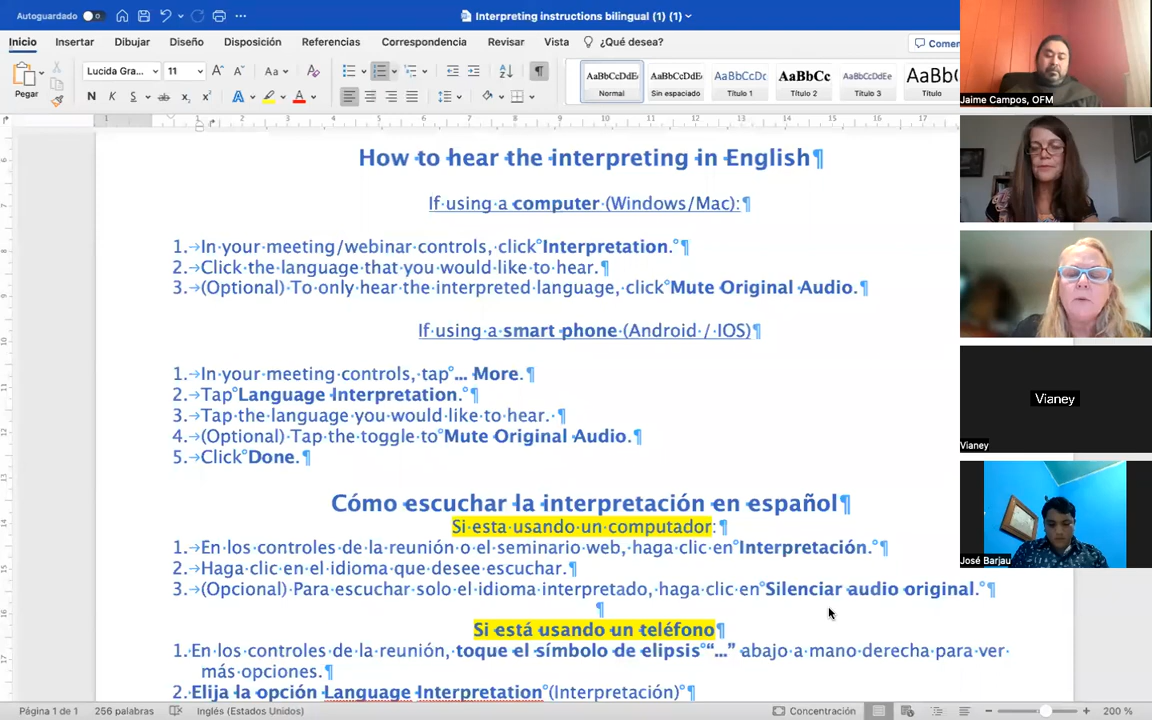 Autoguardado
Interpreting instructions bilingual (1) (1)
Inicio Insertar Dibujar Diseño Disposición Referencias Correspondencia Revisar Vista ¿Qué desea? Comen
Pegar
Lucida Gra... 11
N K S ab x₂ x²
AaBbCcDdEe Normal
AaBbCcDdEe Sin espaciado
AaBbCcDc Título 1
AaBbCc Título 2
AaBbCcDdEe Título 3
AaBbC Título
Jaime Campos, OFM
How to hear the interpreting in English
If using a computer (Windows/Mac):
1. In your meeting/webinar controls, click Interpretation.
2. Click the language that you would like to hear.
3. (Optional) To only hear the interpreted language, click Mute Original Audio.
If using a smart phone (Android / IOS)
1. In your meeting controls, tap ... More.
2. Tap Language Interpretation.
3. Tap the language you would like to hear.
4. (Optional) Tap the toggle to Mute Original Audio.
5. Click Done.
Vianey
Vianey
José Barjau
Cómo escuchar la interpretación en español
Si esta usando un computador:
1. En los controles de la reunión o el seminario web, haga clic en Interpretación.
2. Haga clic en el idioma que desee escuchar.
3. (Opcional) Para escuchar solo el idioma interpretado, haga clic en Silenciar audio original.
Si está usando un teléfono
1. En los controles de la reunión, toque el símbolo de elipsis “...” abajo a mano derecha para ver
más opciones.
2. Elija la opción Language Interpretation (Interpretación)
Página 1 de 1 256 palabras Inglés (Estados Unidos) Concentración 200 %